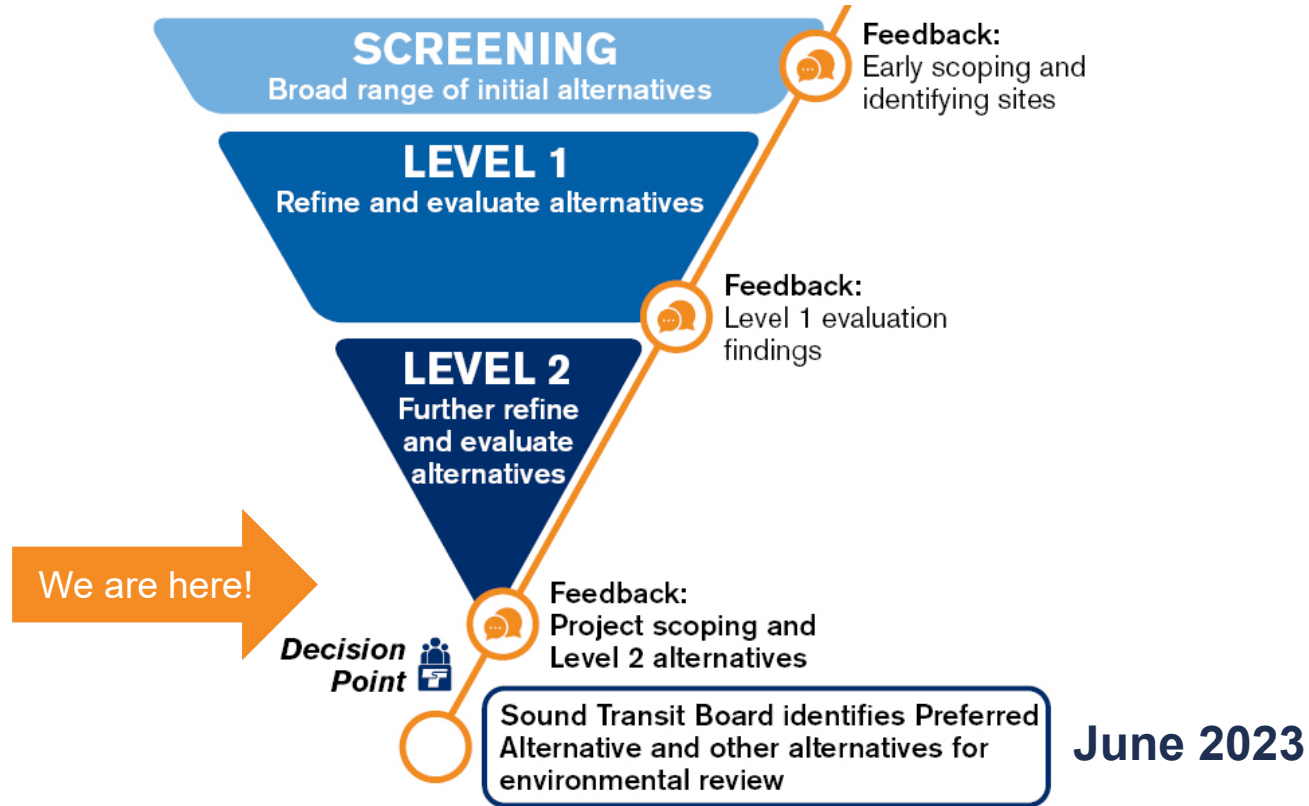 SCREENING
Broad range of initial alternatives
Feedback:
Early scoping and
identifying sites
LEVEL 1
Refine and evaluate alternatives
Feedback:
Level 1 evaluation
findings
LEVEL 2
Further refine
and evaluate
alternatives
We are here!
Feedback:
Project scoping and
Level 2 alternatives
Decision
Point
Sound Transit Board identifies Preferred
Alternative and other alternatives for
environmental review
June 2023